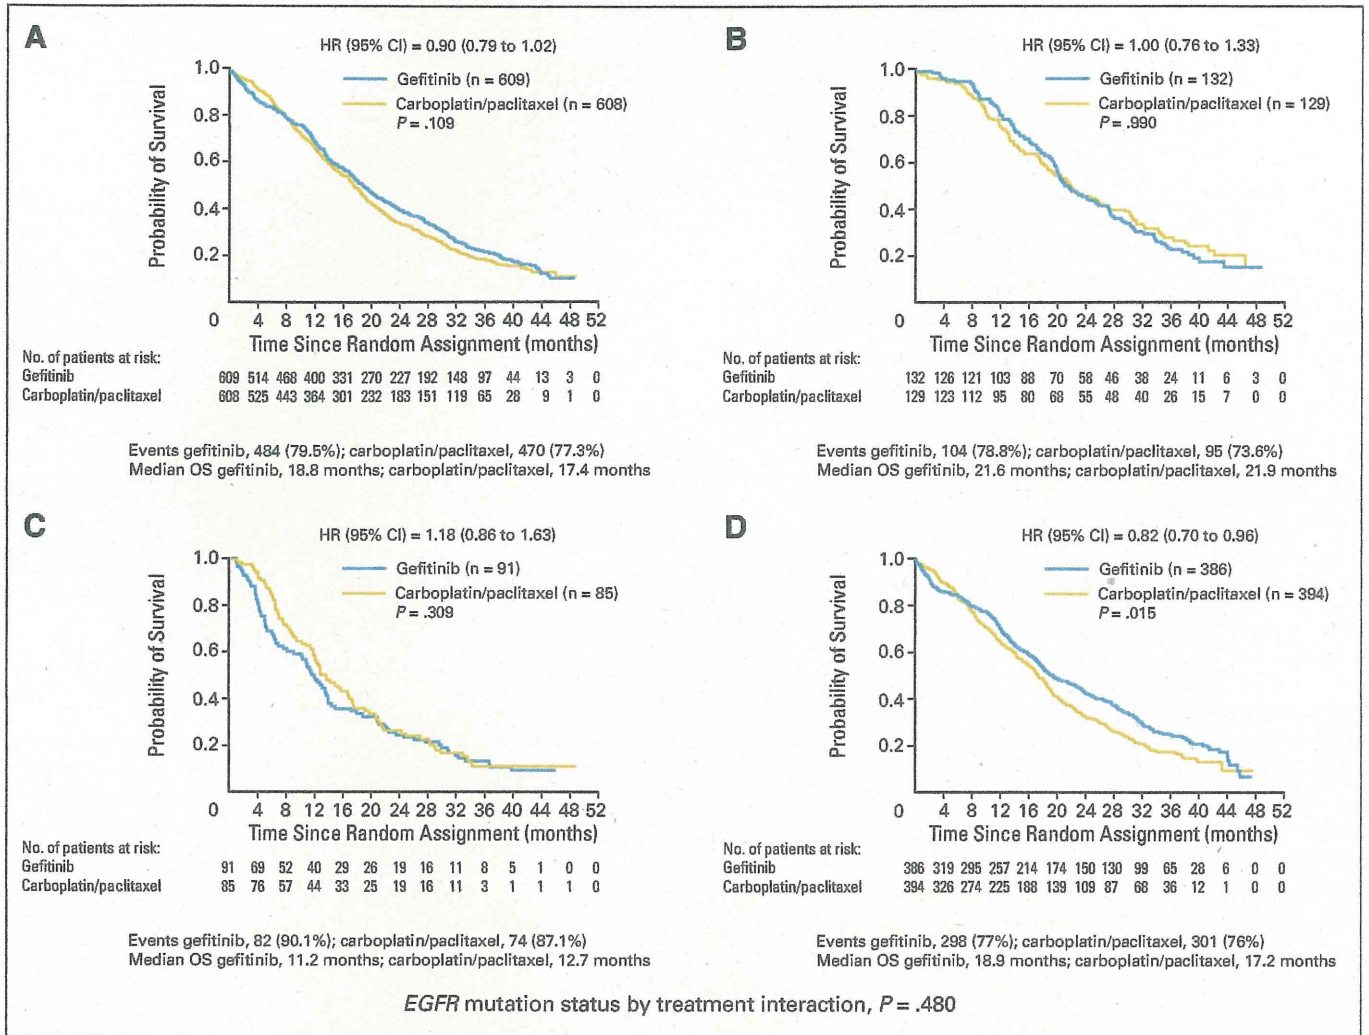 A
HR (95% CI) = 0.90 (0.79 to 1.02)
Gefitinib (n = 609)
Carboplatin/paclitaxel (n = 608)
P = .109
Probability of Survival
1.0
0.8
0.6
0.4
0.2
0 4 8 12 16 20 24 28 32 36 40 44 48 52
Time Since Random Assignment (months)
No. of patients at risk:
Gefitinib 609 514 468 400 331 270 227 192 148 97 44 13 3 0
Carboplatin/paclitaxel 608 525 443 364 301 232 183 151 119 65 28 9 1 0
Events gefitinib, 484 (79.5%); carboplatin/paclitaxel, 470 (77.3%)
Median OS gefitinib, 18.8 months; carboplatin/paclitaxel, 17.4 months
B
HR (95% CI) = 1.00 (0.76 to 1.33)
Gefitinib (n = 132)
Carboplatin/paclitaxel (n = 129)
P = .990
Probability of Survival
1.0
0.8
0.6
0.4
0.2
0 4 8 12 16 20 24 28 32 36 40 44 48 52
Time Since Random Assignment (months)
No. of patients at risk:
Gefitinib 132 126 121 103 88 70 58 46 38 24 11 6 3 0
Carboplatin/paclitaxel 129 123 112 95 80 68 55 48 40 26 15 7 0 0
Events gefitinib, 104 (78.8%); carboplatin/paclitaxel, 95 (73.6%)
Median OS gefitinib, 21.6 months; carboplatin/paclitaxel, 21.9 months
C
HR (95% CI) = 1.18 (0.86 to 1.63)
Gefitinib (n = 91)
Carboplatin/paclitaxel (n = 85)
P = .309
Probability of Survival
1.0
0.8
0.6
0.4
0.2
0 4 8 12 16 20 24 28 32 36 40 44 48 52
Time Since Random Assignment (months)
No. of patients at risk:
Gefitinib 91 69 52 40 29 26 19 16 11 8 5 1 0 0
Carboplatin/paclitaxel 85 76 57 44 33 25 19 16 11 3 1 1 1 0
Events gefitinib, 82 (90.1%); carboplatin/paclitaxel, 74 (87.1%)
Median OS gefitinib, 11.2 months; carboplatin/paclitaxel, 12.7 months
D
HR (95% CI) = 0.82 (0.70 to 0.96)
Gefitinib (n = 386)
Carboplatin/paclitaxel (n = 394)
P = .015
Probability of Survival
1.0
0.8
0.6
0.4
0.2
0 4 8 12 16 20 24 28 32 36 40 44 48 52
Time Since Random Assignment (months)
No. of patients at risk:
Gefitinib 386 319 295 257 214 174 150 130 99 65 28 6 0 0
Carboplatin/paclitaxel 394 326 274 225 188 139 109 87 68 36 12 1 0 0
Events gefitinib, 298 (77%); carboplatin/paclitaxel, 301 (76%)
Median OS gefitinib, 18.9 months; carboplatin/paclitaxel, 17.2 months
EGFR mutation status by treatment interaction, P = .480